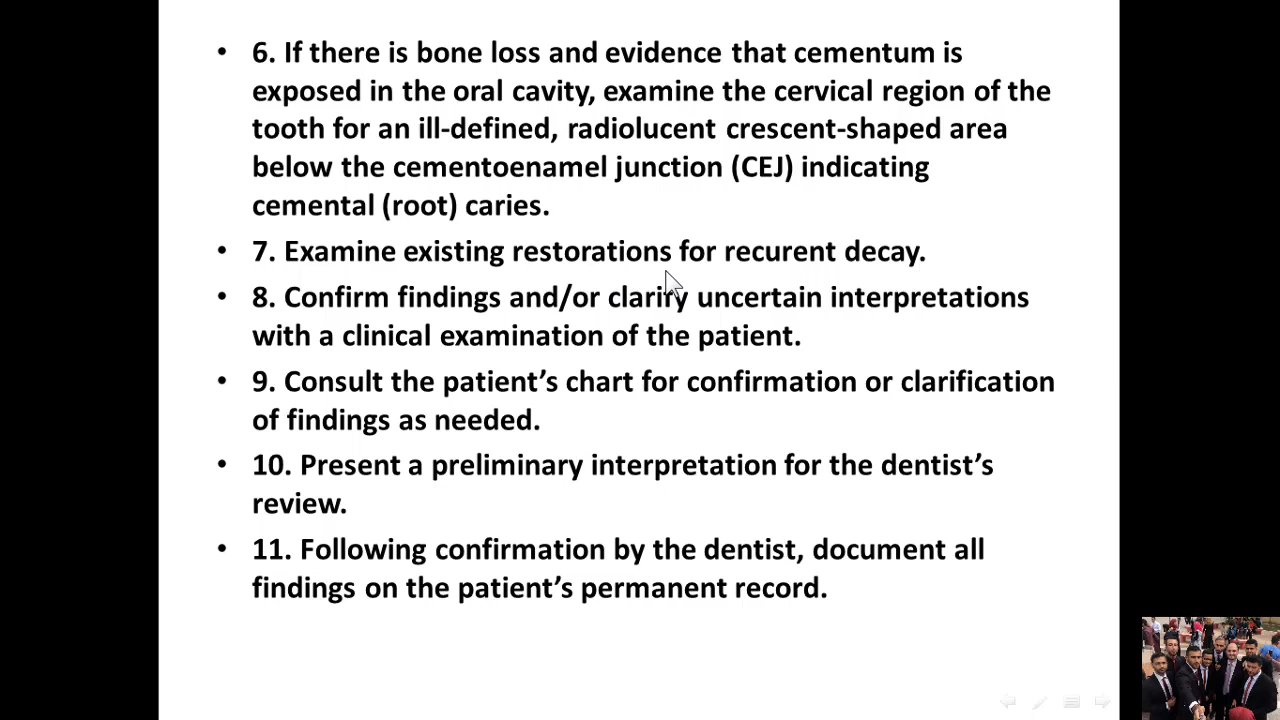 • 6. If there is bone loss and evidence that cementum is
exposed in the oral cavity, examine the cervical region of the
tooth for an ill-defined, radiolucent crescent-shaped area
below the cementoenamel junction (CEJ) indicating
cemental (root) caries.
• 7. Examine existing restorations for recurent decay.
• 8. Confirm findings and/or clarify uncertain interpretations
with a clinical examination of the patient.
• 9. Consult the patient’s chart for confirmation or clarification
of findings as needed.
• 10. Present a preliminary interpretation for the dentist’s
review.
• 11. Following confirmation by the dentist, document all
findings on the patient’s permanent record.